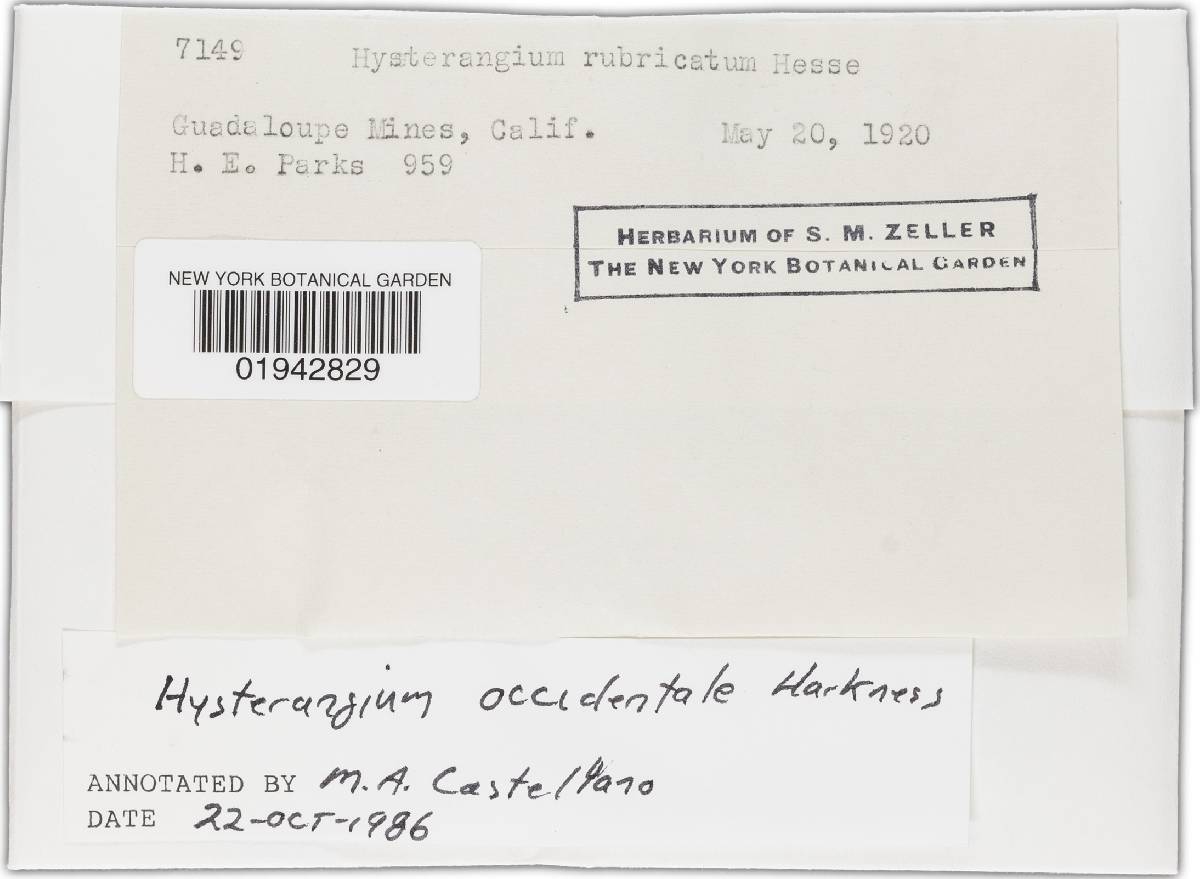 7149 Hysterangium rubricatum Hesse
Guadaloupe Mines, Calif. May 20, 1920
H. E. Parks 959
HERBARIUM OF S. M. ZELLER
THE NEW YORK BOTANICAL GARDEN
NEW YORK BOTANICAL GARDEN
01942829
Hysterangium occidentale Harkness
ANNOTATED BY M. A. Castellano
DATE 22-OCT-1986